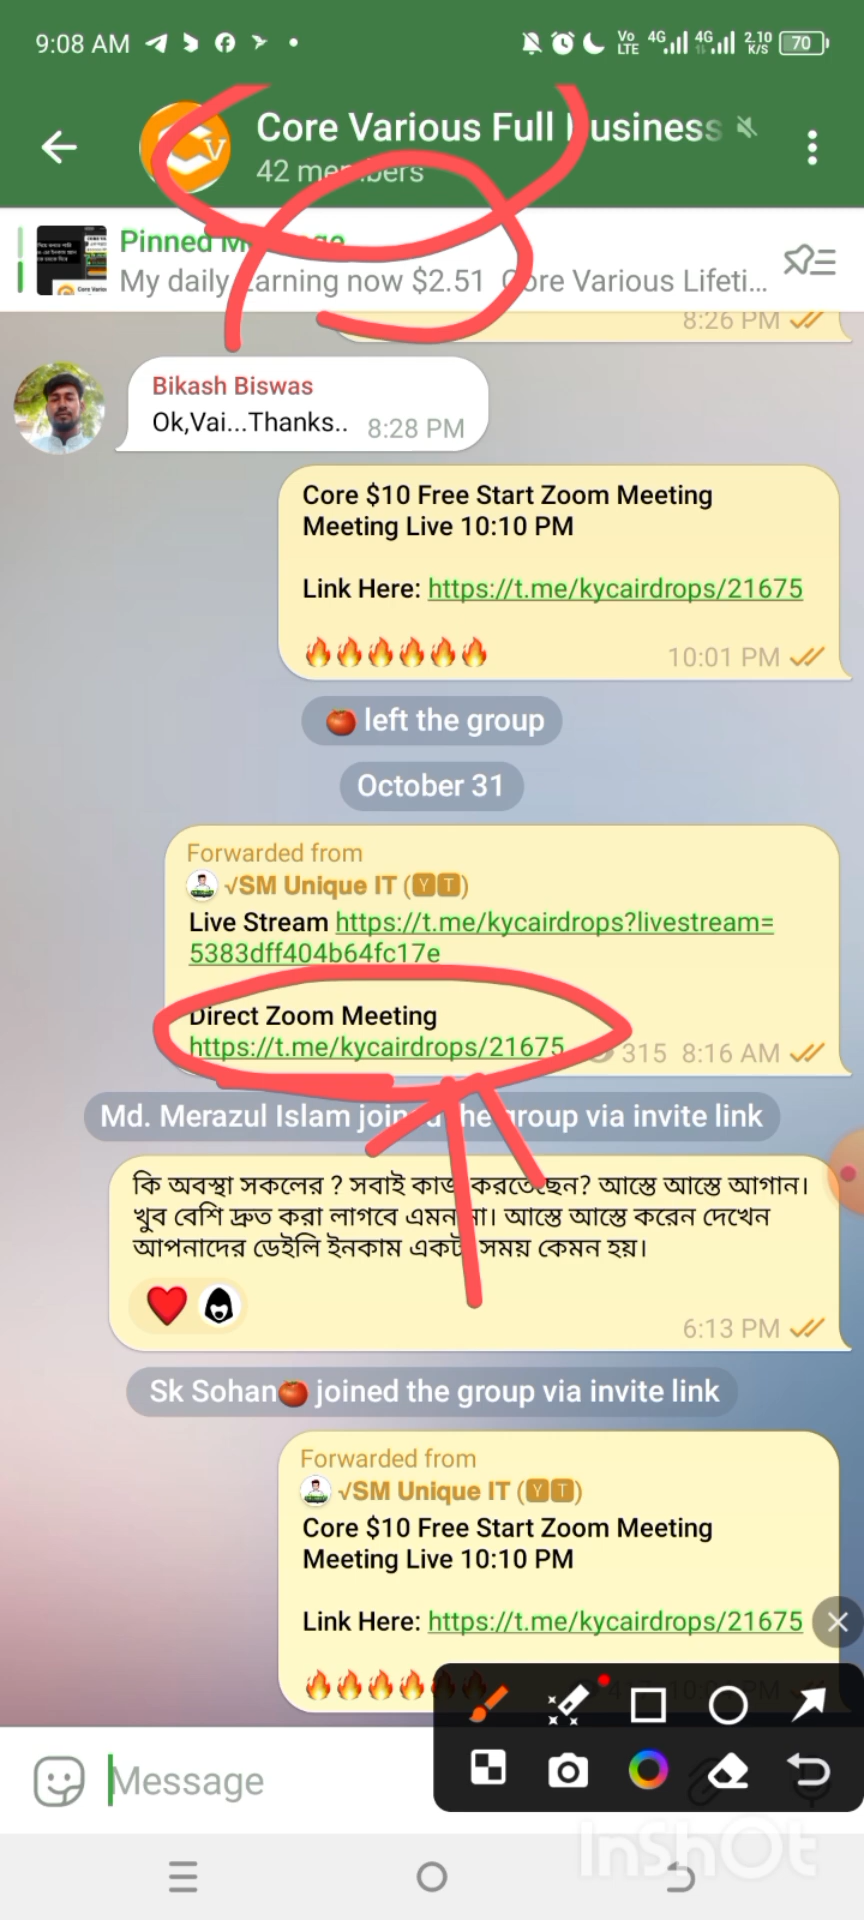 9:08 AM
Vo LTE 4G 4G 2.10 K/S 70
V
Core Various Full Business
42 members
Pinned Message
My daily Earning now $2.51 Core Various Lifeti...
8:26 PM
Bikash Biswas
Ok,Vai...Thanks..
8:28 PM
Core $10 Free Start Zoom Meeting
Meeting Live 10:10 PM
Link Here: https://t.me/kycairdrops/21675
10:01 PM
left the group
October 31
Forwarded from
√SM Unique IT (🆈🆃)
Live Stream https://t.me/kycairdrops?livestream=
5383dff404b64fc17e
Direct Zoom Meeting
https://t.me/kycairdrops/21675
315 8:16 AM
Md. Merazul Islam joined the group via invite link
কি অবস্থা সকলের ? সবাই কাজ করতেছেন? আস্তে আস্তে আগান।
খুব বেশি দ্রুত করা লাগবে এমন না। আস্তে আস্তে করেন দেখেন
আপনাদের ডেইলি ইনকাম একটা সময় কেমন হয়।
6:13 PM
Sk Sohan joined the group via invite link
Forwarded from
√SM Unique IT (🆈🆃)
Core $10 Free Start Zoom Meeting
Meeting Live 10:10 PM
Link Here: https://t.me/kycairdrops/21675
Message
InShOt